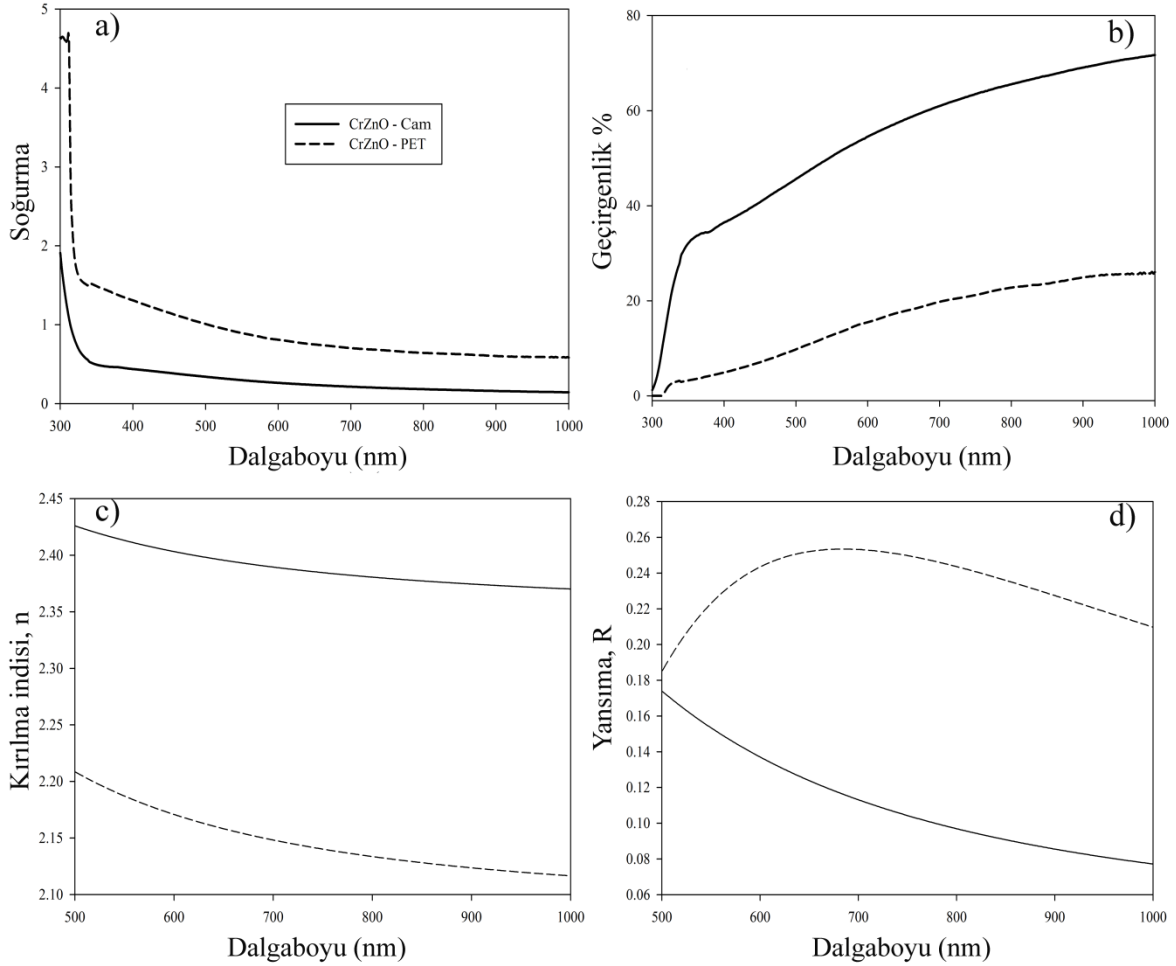 a)
5
4
3
2
1
0
Soğurma
CrZnO - Cam
CrZnO - PET
300 400 500 600 700 800 900 1000
Dalgaboyu (nm)
b)
80
60
40
20
0
Geçirgenlik %
300 400 500 600 700 800 900 1000
Dalgaboyu (nm)
c)
2.45
2.40
2.35
2.30
2.25
2.20
2.15
2.10
Kırılma indisi, n
500 600 700 800 900 1000
Dalgaboyu (nm)
d)
0.28
0.26
0.24
0.22
0.20
0.18
0.16
0.14
0.12
0.10
0.08
0.06
Yansıma, R
500 600 700 800 900 1000
Dalgaboyu (nm)